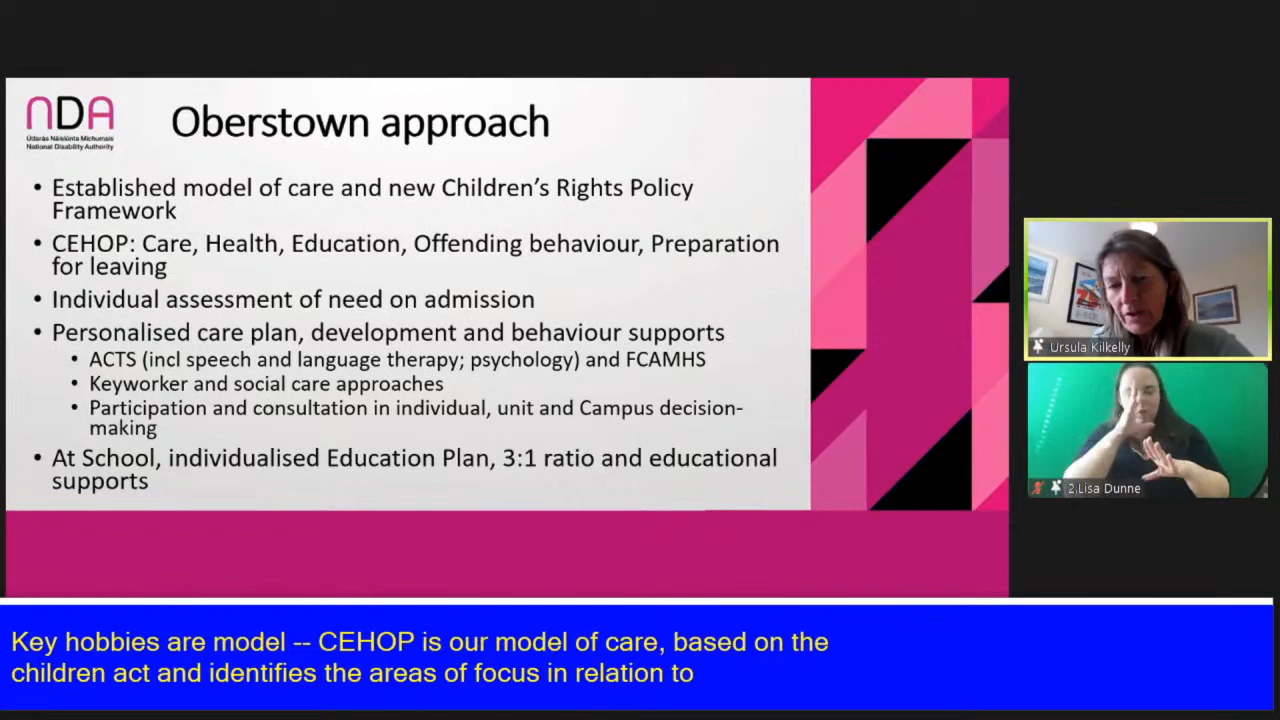 NDA
Údarás Náisiúnta Míchumais
National Disability Authority
Oberstown approach
• Established model of care and new Children's Rights Policy
Framework
• CEHOP: Care, Health, Education, Offending behaviour, Preparation
for leaving
• Individual assessment of need on admission
• Personalised care plan, development and behaviour supports
• ACTS (incl speech and language therapy; psychology) and FCAMHS
• Keyworker and social care approaches
• Participation and consultation in individual, unit and Campus decision-
making
• At School, individualised Education Plan, 3:1 ratio and educational
supports
Ursula Kilkelly
2.Lisa Dunne
Key hobbies are model -- CEHOP is our model of care, based on the
children act and identifies the areas of focus in relation to